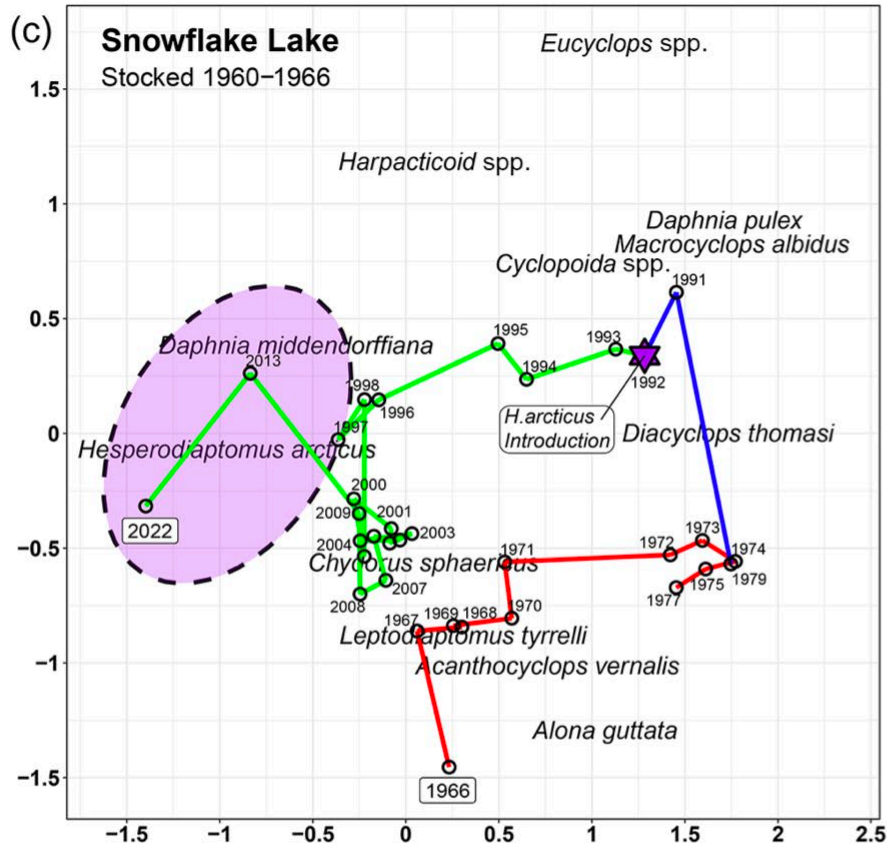 (c)
Snowflake Lake
Stocked 1960−1966
Eucyclops spp.
1.5
Harpacticoid spp.
1
Daphnia pulex
Macrocyclops albidus
Cyclopoida spp.
1991
0.5
1995
1993
Daphnia middendorffiana
2013
1994
1992
1998
1996
H.arcticus
Introduction
1997
0
Diacyclops thomasi
Hesperodiaptomus arcticus
2000
2009
2001
2022
2003
−0.5
2004
1971
1972
1973
1974
Chydorus sphaericus
2007
1975
1979
2008
1977
1967
1969
1968
1970
Leptodiaptomus tyrrelli
−1
Acanthocyclops vernalis
Alona guttata
−1.5
1966
−1.5
−1
−0.5
0
0.5
1
1.5
2
2.5